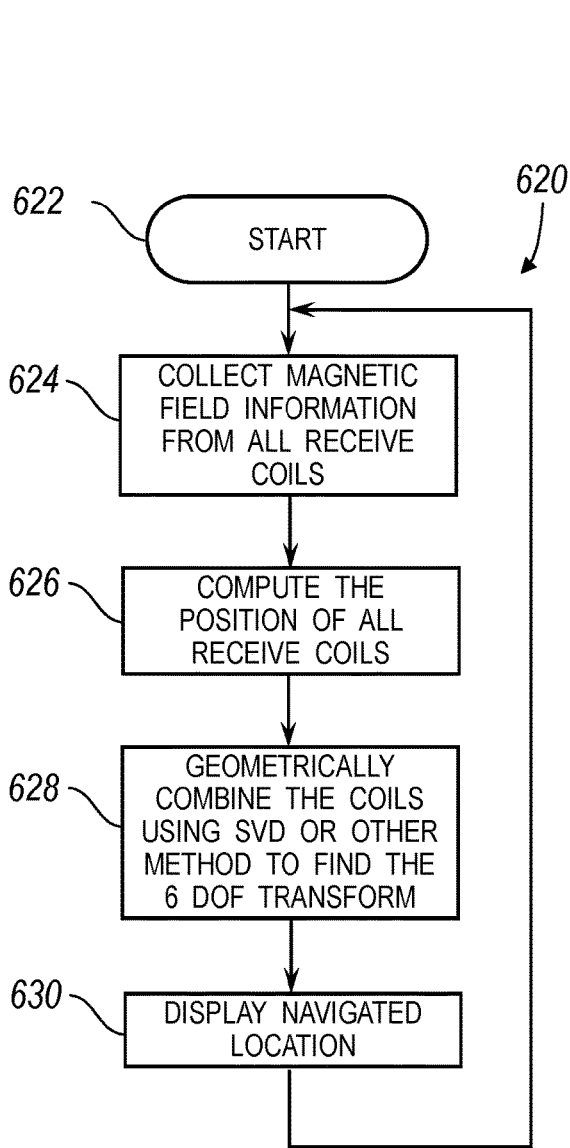 620
622
START
624
COLLECT MAGNETIC
FIELD INFORMATION
FROM ALL RECEIVE
COILS
626
COMPUTE THE
POSITION OF ALL
RECEIVE COILS
628
GEOMETRICALLY
COMBINE THE COILS
USING SVD OR OTHER
METHOD TO FIND THE
6 DOF TRANSFORM
630
DISPLAY NAVIGATED
LOCATION